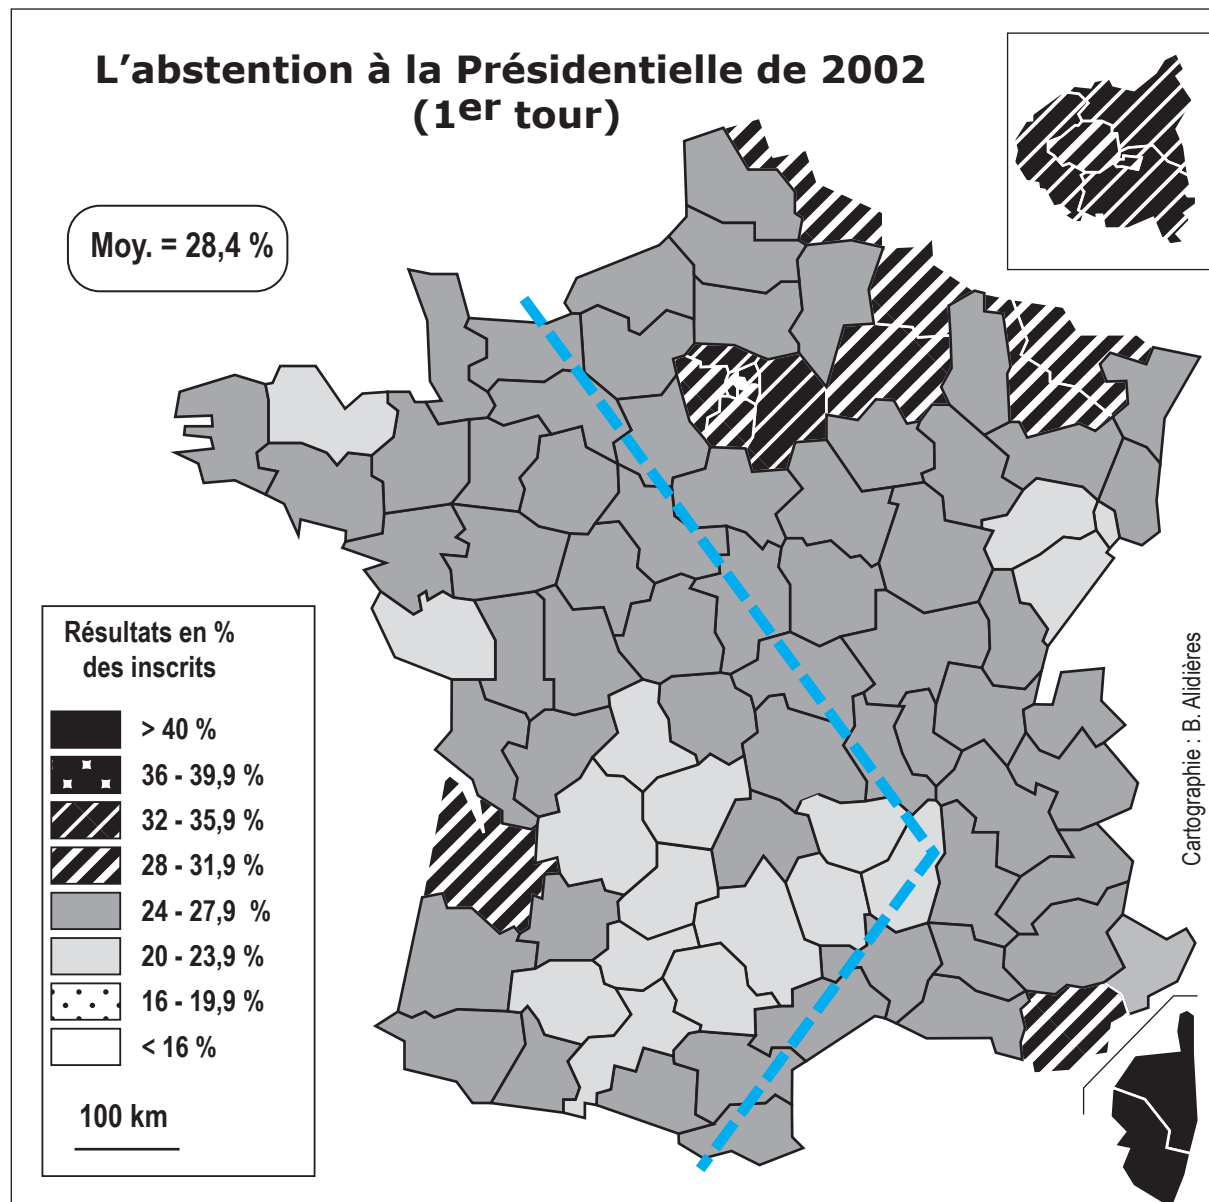 L’abstention à la Présidentielle de 2002
(1er tour)
Moy. = 28,4 %
Résultats en %
des inscrits
> 40 %
36 - 39,9 %
32 - 35,9 %
28 - 31,9 %
24 - 27,9 %
20 - 23,9 %
16 - 19,9 %
< 16 %
100 km
Cartographie : B. Alidières